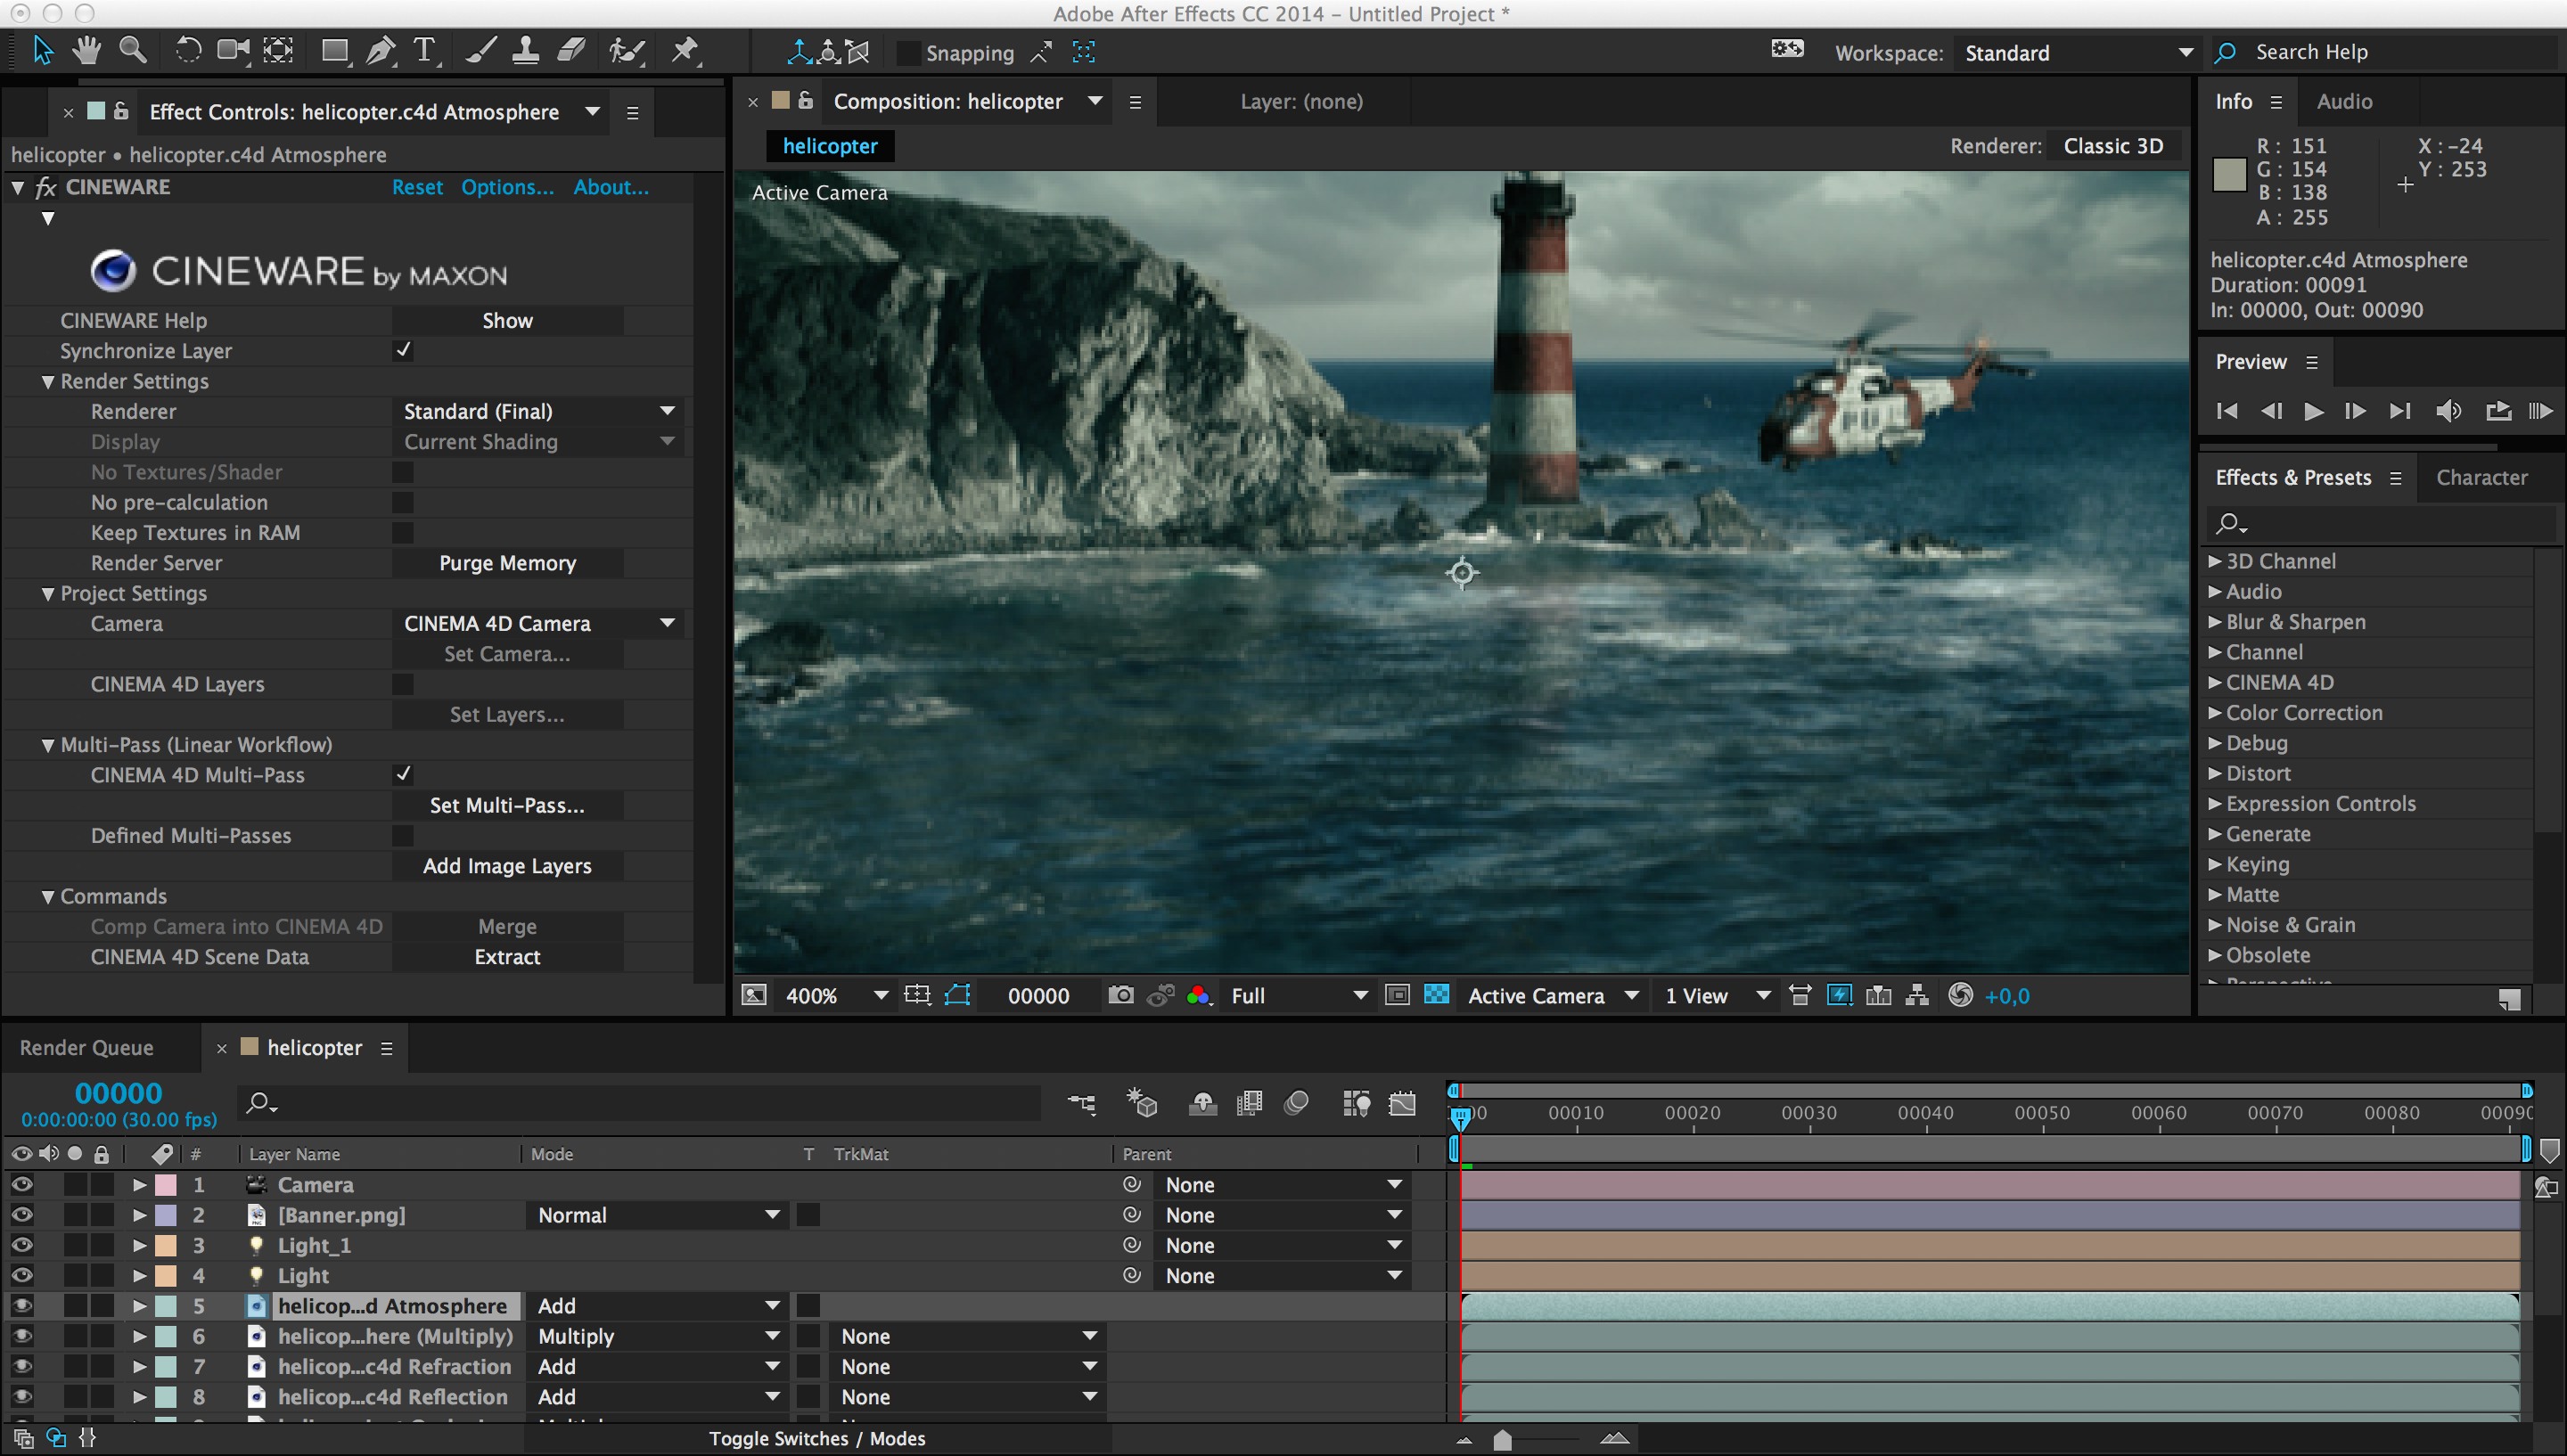 Adobe After Effects CC 2014 – Untitled Project *
Snapping
Workspace: Standard
Search Help
Effect Controls: helicopter.c4d Atmosphere
helicopter • helicopter.c4d Atmosphere
fx CINEWARE Reset Options... About...
CINEWARE by MAXON
CINEWARE Help Show
Synchronize Layer
Render Settings
Renderer Standard (Final)
Display Current Shading
No Textures/Shader
No pre-calculation
Keep Textures in RAM
Render Server Purge Memory
Project Settings
Camera CINEMA 4D Camera
Set Camera...
CINEMA 4D Layers
Set Layers...
Multi-Pass (Linear Workflow)
CINEMA 4D Multi-Pass
Set Multi-Pass...
Defined Multi-Passes
Add Image Layers
Commands
Comp Camera into CINEMA 4D Merge
CINEMA 4D Scene Data Extract
Composition: helicopter
Layer: (none)
helicopter
Renderer: Classic 3D
Active Camera
400% 00000 Full Active Camera 1 View +0,0
Info Audio
R : 151 X : -24
G : 154 Y : 253
B : 138
A : 255
helicopter.c4d Atmosphere
Duration: 00091
In: 00000, Out: 00090
Preview
Effects & Presets Character
3D Channel
Audio
Blur & Sharpen
Channel
CINEMA 4D
Color Correction
Debug
Distort
Expression Controls
Generate
Keying
Matte
Noise & Grain
Obsolete
Render Queue helicopter
00000
0:00:00:00 (30.00 fps)
00010 00020 00030 00040 00050 00060 00070 00080 00090
# Layer Name Mode T TrkMat Parent
1 Camera None
2 [Banner.png] Normal None
3 Light_1 None
4 Light None
5 helicop...d Atmosphere Add
6 helicop...here (Multiply) Multiply None
7 helicop...c4d Refraction Add None
8 helicop...c4d Reflection Add None
Toggle Switches / Modes